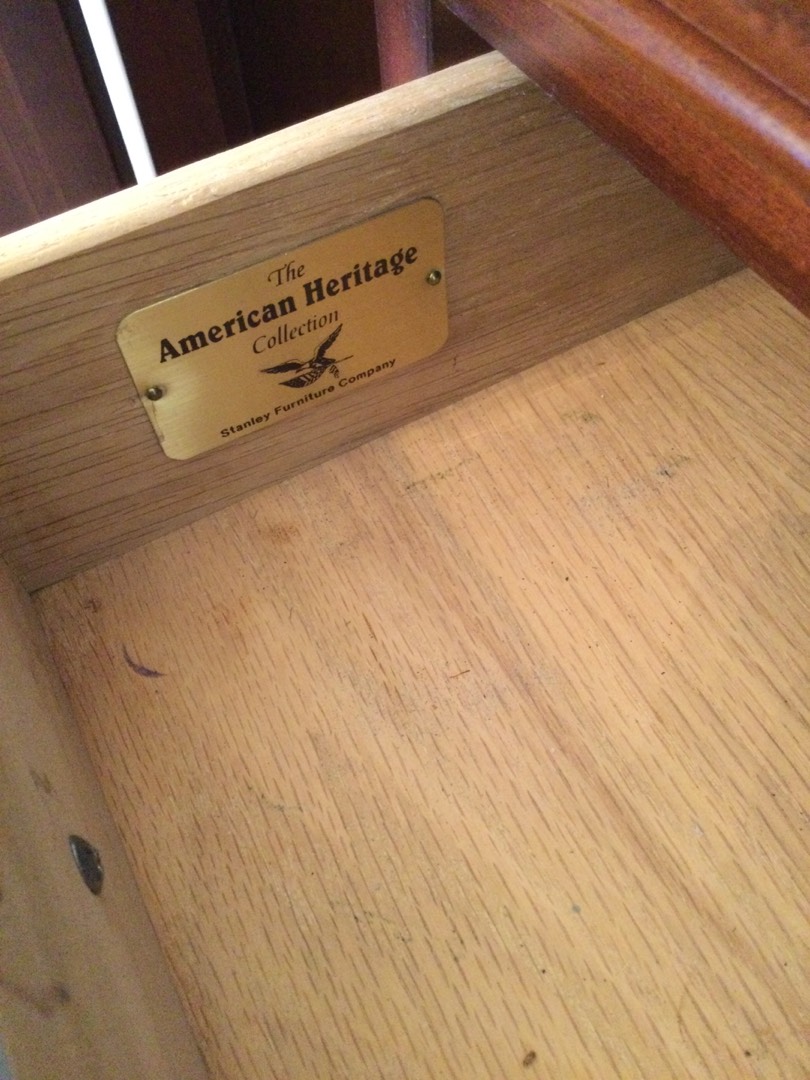 The
American Heritage
Collection
Stanley Furniture Company